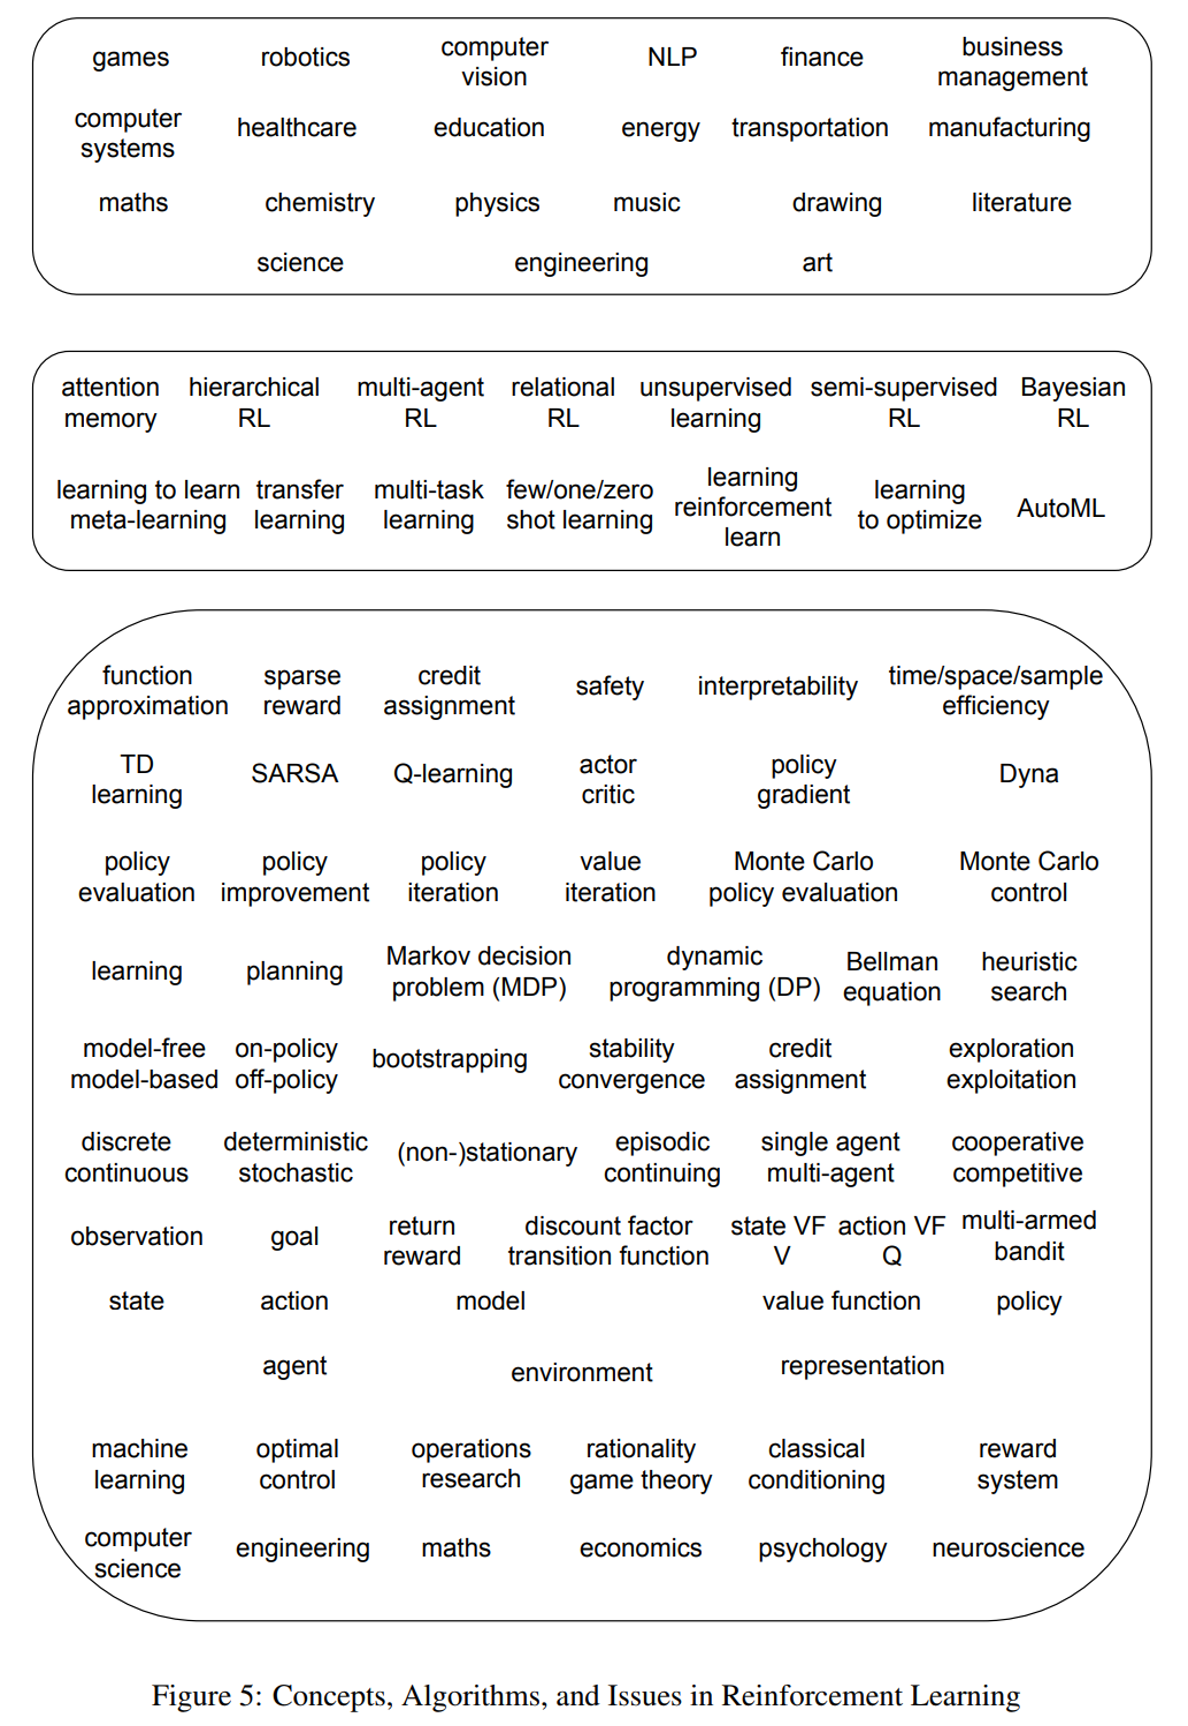 games robotics computer vision NLP finance business management
computer systems healthcare education energy transportation manufacturing
maths chemistry physics music drawing literature
science engineering art
attention memory hierarchical RL multi-agent RL relational RL unsupervised learning semi-supervised RL Bayesian RL
learning to learn meta-learning transfer learning multi-task learning few/one/zero shot learning learning reinforcement learn learning to optimize AutoML
function approximation sparse reward credit assignment safety interpretability time/space/sample efficiency
TD learning SARSA Q-learning actor critic policy gradient Dyna
policy evaluation policy improvement policy iteration value iteration Monte Carlo policy evaluation Monte Carlo control
learning planning Markov decision problem (MDP) dynamic programming (DP) Bellman equation heuristic search
model-free model-based on-policy off-policy bootstrapping stability convergence credit assignment exploration exploitation
discrete continuous deterministic stochastic (non-)stationary episodic continuing single agent multi-agent cooperative competitive
observation goal return reward discount factor transition function state VF V action VF Q multi-armed bandit
state action model value function policy
agent environment representation
machine learning optimal control operations research rationality game theory classical conditioning reward system
computer science engineering maths economics psychology neuroscience
Figure 5: Concepts, Algorithms, and Issues in Reinforcement Learning